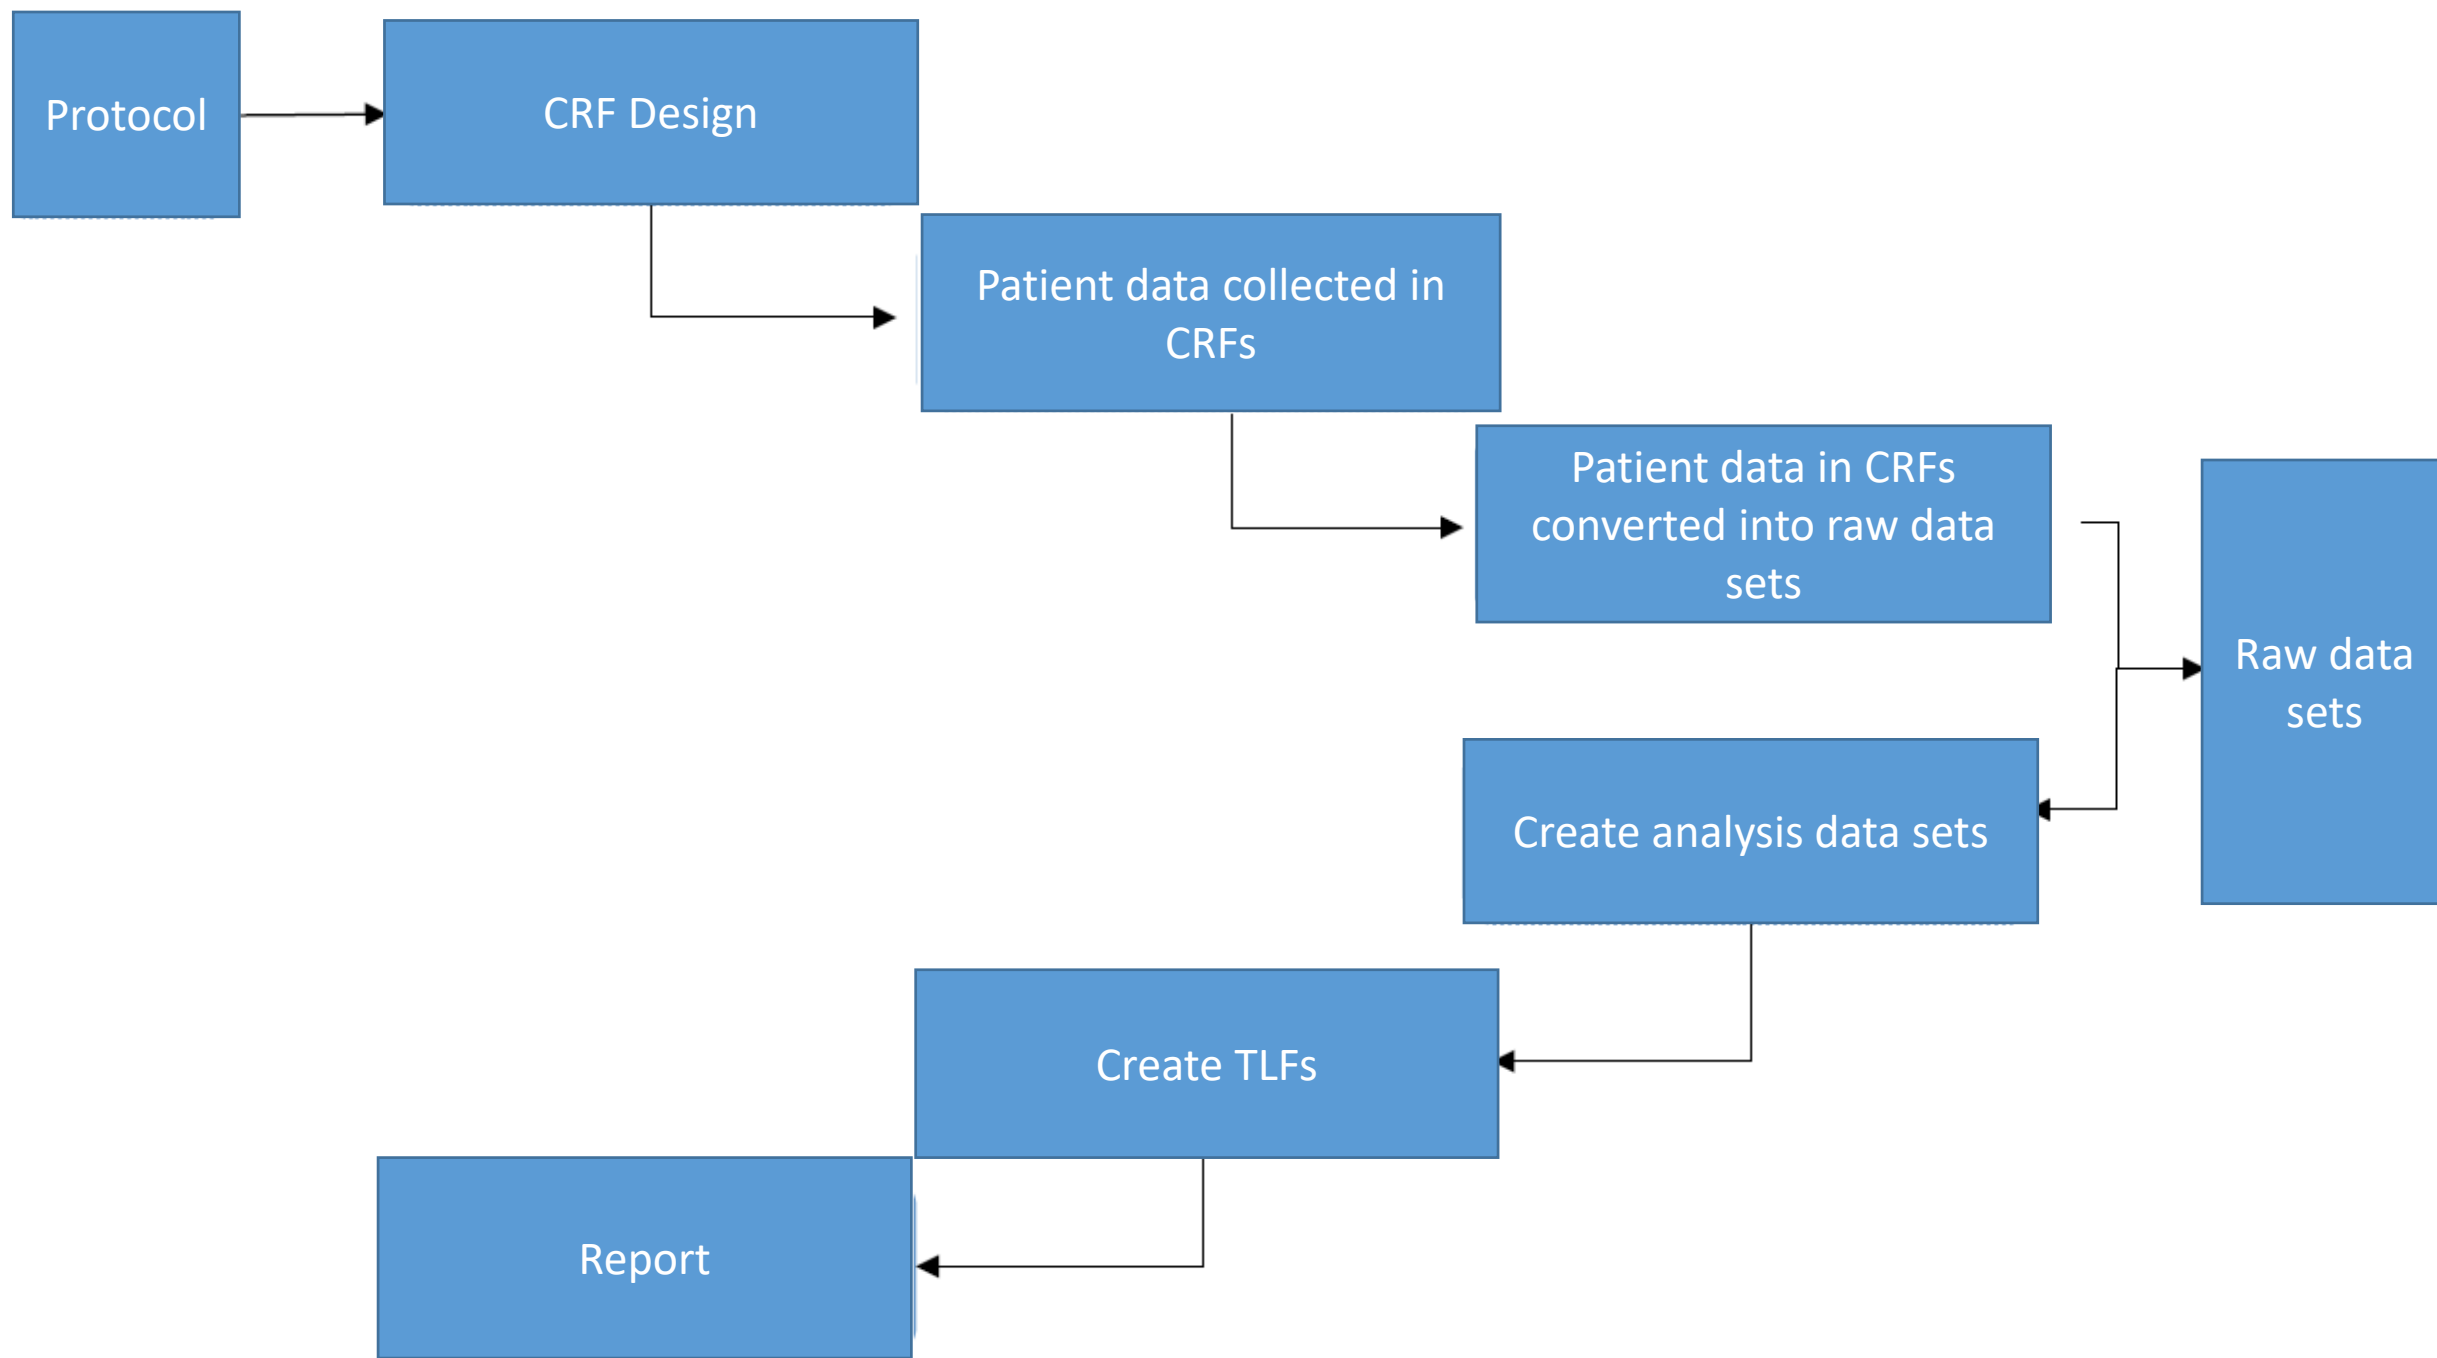 Protocol
CRF Design
Patient data collected in
CRFs
Patient data in CRFs
converted into raw data
sets
Raw data
sets
Create analysis data sets
Create TLFs
Report